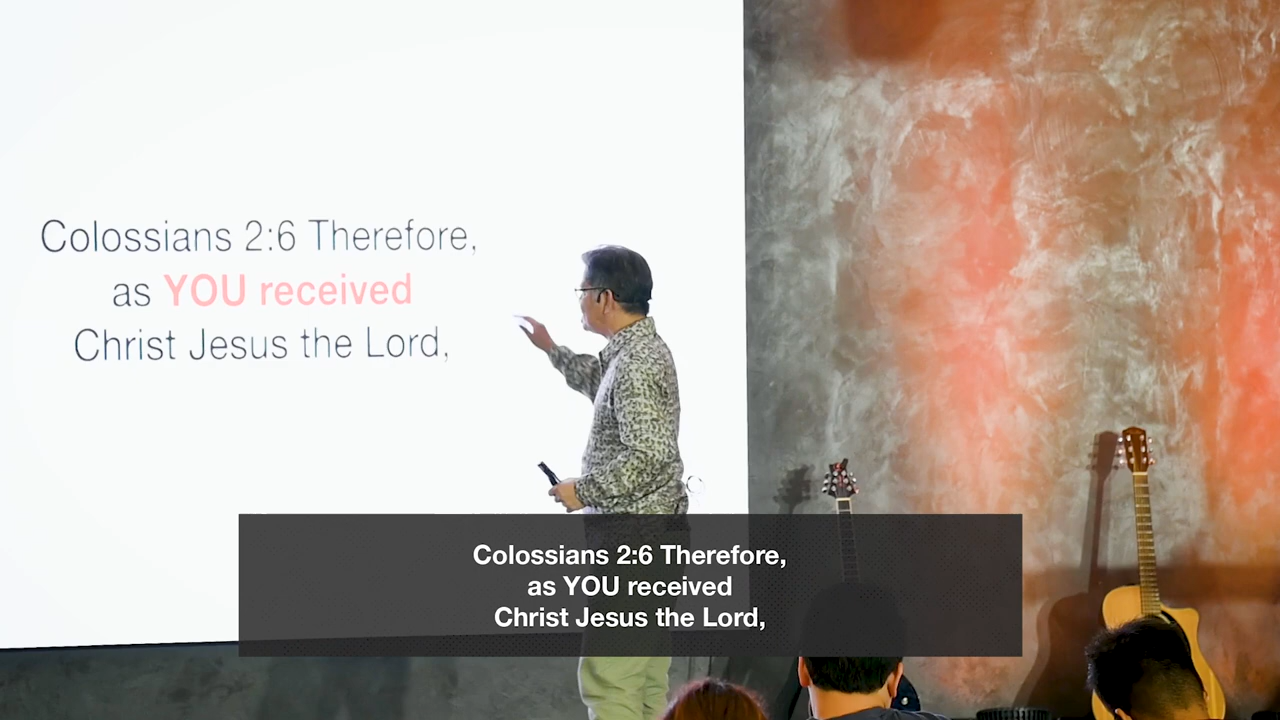 Colossians 2:6 Therefore,
as YOU received
Christ Jesus the Lord,
Colossians 2:6 Therefore,
as YOU received
Christ Jesus the Lord,